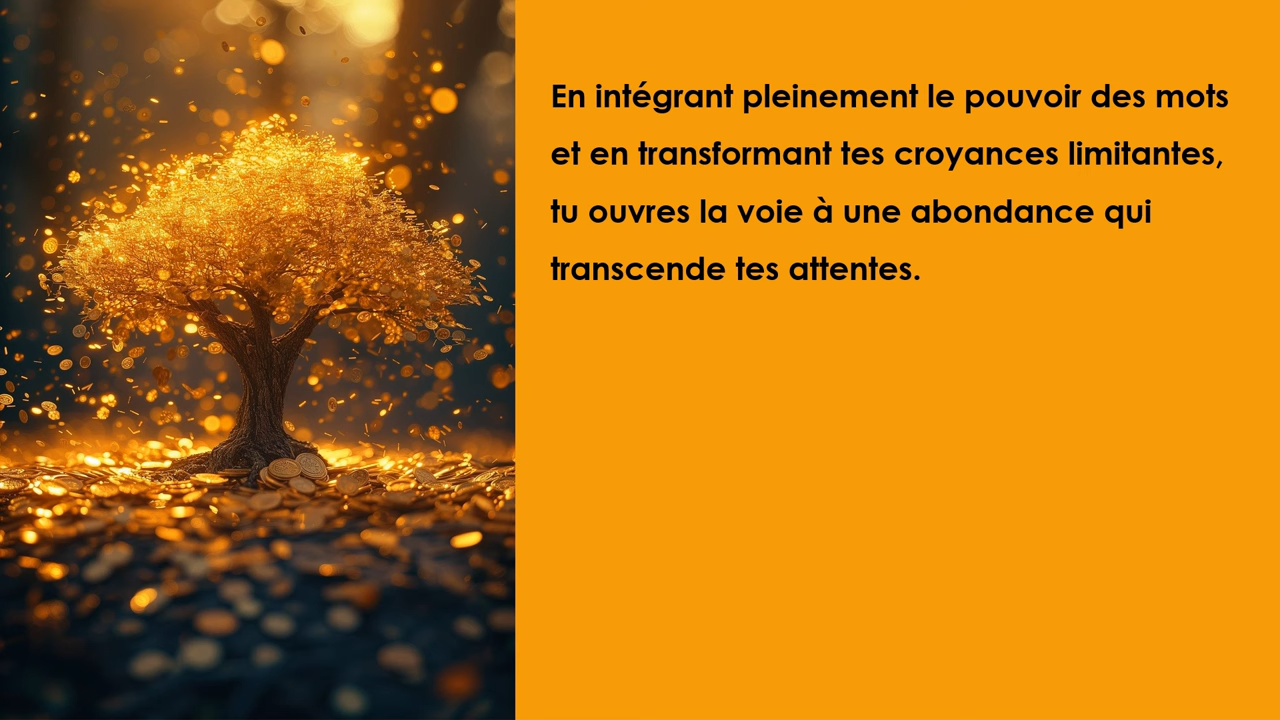 En intégrant pleinement le pouvoir des mots
et en transformant tes croyances limitantes,
tu ouvres la voie à une abondance qui
transcende tes attentes.